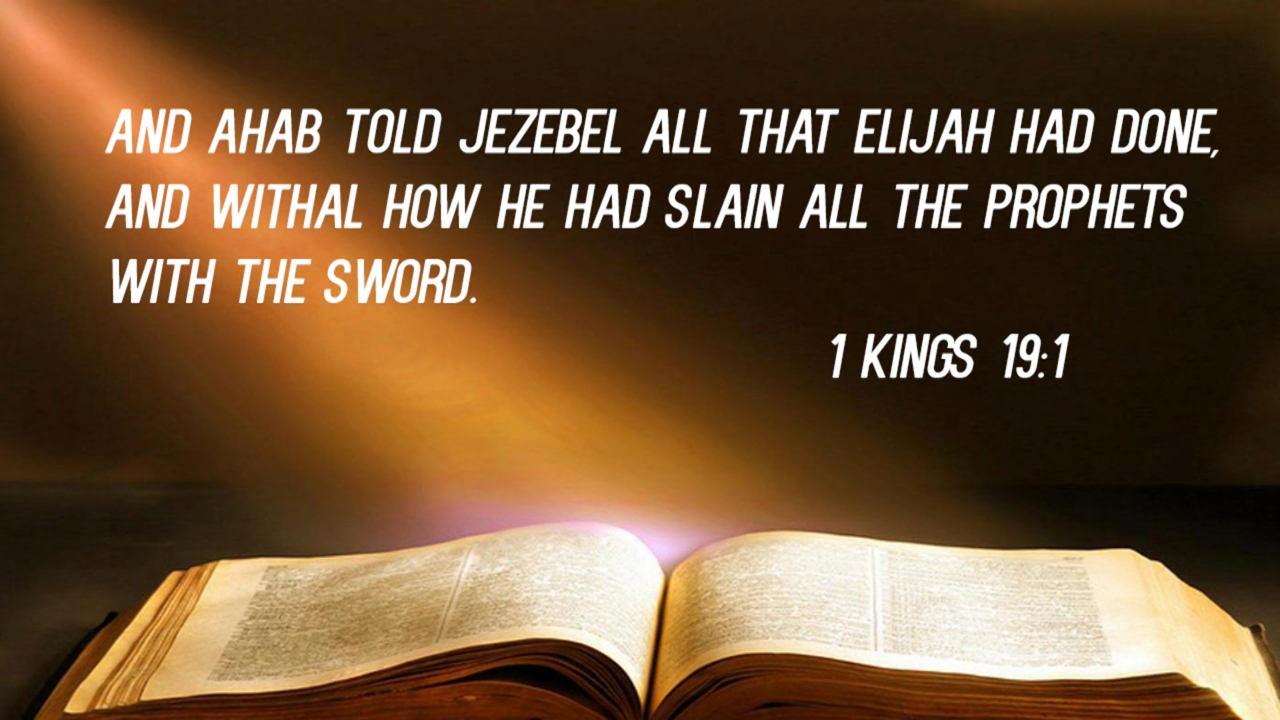 AND AHAB TOLD JEZEBEL ALL THAT ELIJAH HAD DONE,
AND WITHAL HOW HE HAD SLAIN ALL THE PROPHETS
WITH THE SWORD.
1 KINGS 19:1